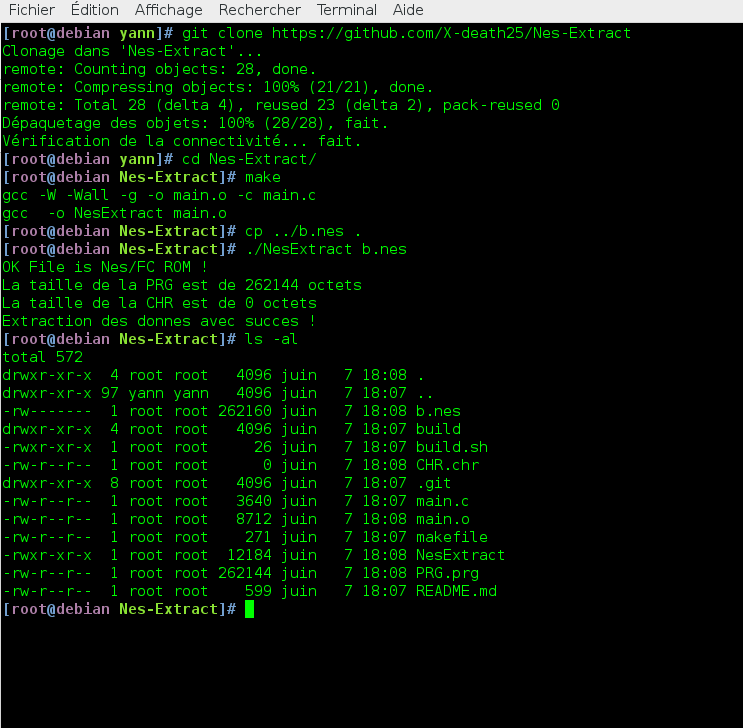 Fichier Édition Affichage Rechercher Terminal Aide
[root@debian yann]# git clone https://github.com/X-death25/Nes-Extract
Clonage dans 'Nes-Extract'...
remote: Counting objects: 28, done.
remote: Compressing objects: 100% (21/21), done.
remote: Total 28 (delta 4), reused 23 (delta 2), pack-reused 0
Dépaquetage des objets: 100% (28/28), fait.
Vérification de la connectivité... fait.
[root@debian yann]# cd Nes-Extract/
[root@debian Nes-Extract]# make
gcc -W -Wall -g -o main.o -c main.c
gcc  -o NesExtract main.o
[root@debian Nes-Extract]# cp ../b.nes .
[root@debian Nes-Extract]# ./NesExtract b.nes
OK File is Nes/FC ROM !
La taille de la PRG est de 262144 octets
La taille de la CHR est de 0 octets
Extraction des donnes avec succes !
[root@debian Nes-Extract]# ls -al
total 572
drwxr-xr-x  4 root root   4096 juin   7 18:08 .
drwxr-xr-x 97 yann yann   4096 juin   7 18:07 ..
-rw-------  1 root root 262160 juin   7 18:08 b.nes
drwxr-xr-x  4 root root   4096 juin   7 18:07 build
-rwxr-xr-x  1 root root     26 juin   7 18:07 build.sh
-rw-r--r--  1 root root      0 juin   7 18:08 CHR.chr
drwxr-xr-x  8 root root   4096 juin   7 18:07 .git
-rw-r--r--  1 root root   3640 juin   7 18:07 main.c
-rw-r--r--  1 root root   8712 juin   7 18:08 main.o
-rw-r--r--  1 root root    271 juin   7 18:07 makefile
-rwxr-xr-x  1 root root  12184 juin   7 18:08 NesExtract
-rw-r--r--  1 root root 262144 juin   7 18:08 PRG.prg
-rw-r--r--  1 root root    599 juin   7 18:07 README.md
[root@debian Nes-Extract]#